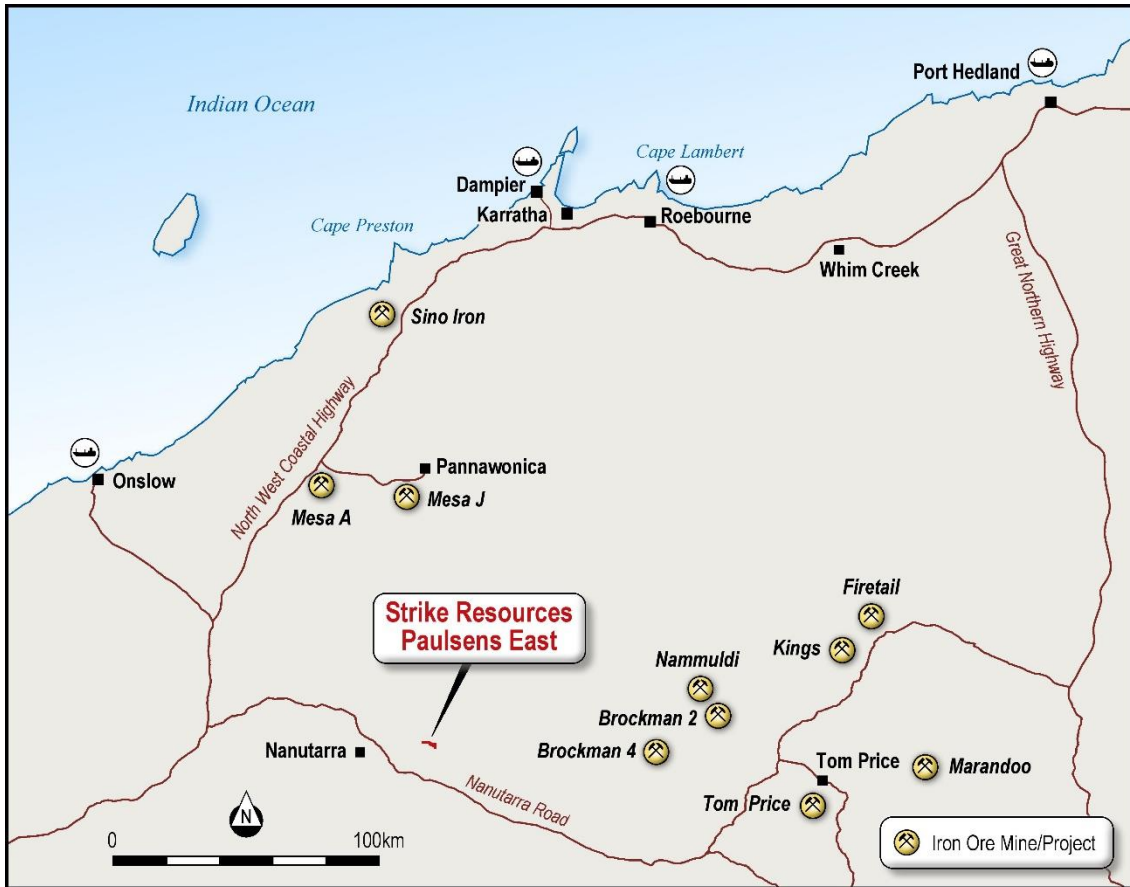 Port Hedland
Indian Ocean
Cape Lambert
Dampier
Karratha
Roebourne
Cape Preston
Whim Creek
Great Northern Highway
Sino Iron
North West Coastal Highway
Onslow
Pannawonica
Mesa A
Mesa J
Strike Resources
Paulsens East
Firetail
Kings
Nammuldi
Brockman 2
Brockman 4
Nanutarra
Tom Price
Marandoo
Nanutarra Road
Tom Price
N
0
100km
Iron Ore Mine/Project